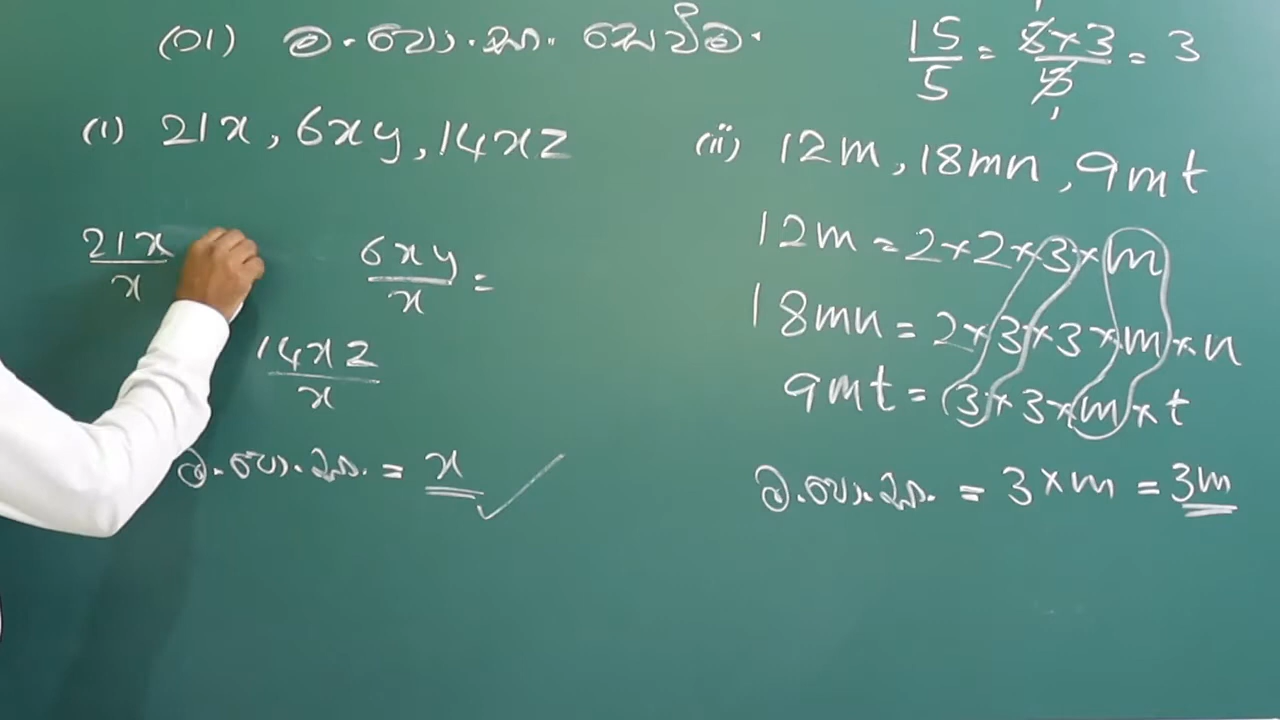 (01) ම.පො.සා. සෙවීම.
15/5 = 5×3/5 = 3
(i) 21x, 6xy, 14xz
21x/x
6xy/x =
14xz/x
ම.පො.සා. = x ✓
(ii) 12m, 18mn, 9mt
12m = 2×2×3×m
18mn = 2×3×3×m×n
9mt = 3×3×m×t
ම.පො.සා. = 3×m = 3m